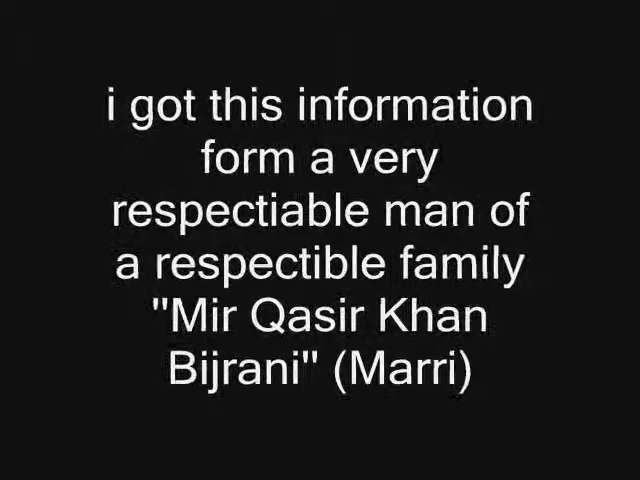 i got this information
form a very
respectiable man of
a respectible family
"Mir Qasir Khan
Bijrani" (Marri)